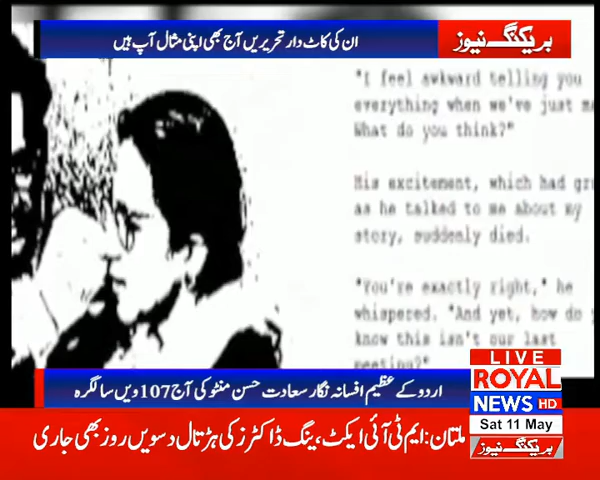 ان کی کاٹ دار تحریریں آج بھی اپنی مثال آپ ہیں
بریکنگ نیوز
"I feel awkward telling you
everything when we've just m
What do you think?"
His excitement, which had gr
as he talked to me about my
story, suddenly died.
"You're exactly right," he
whispered. "And yet, how do y
know this isn't our last
meeting?"
LIVE
ROYAL
NEWS HD
Sat 11 May
بریکنگ نیوز
اردو کے عظیم افسانہ نگار سعادت حسن منٹو کی آج 107 ویں سالگرہ
ملتان: ایم ٹی آئی ایکٹ، ینگ ڈاکٹرز کی ہڑتال دسویں روز بھی جاری